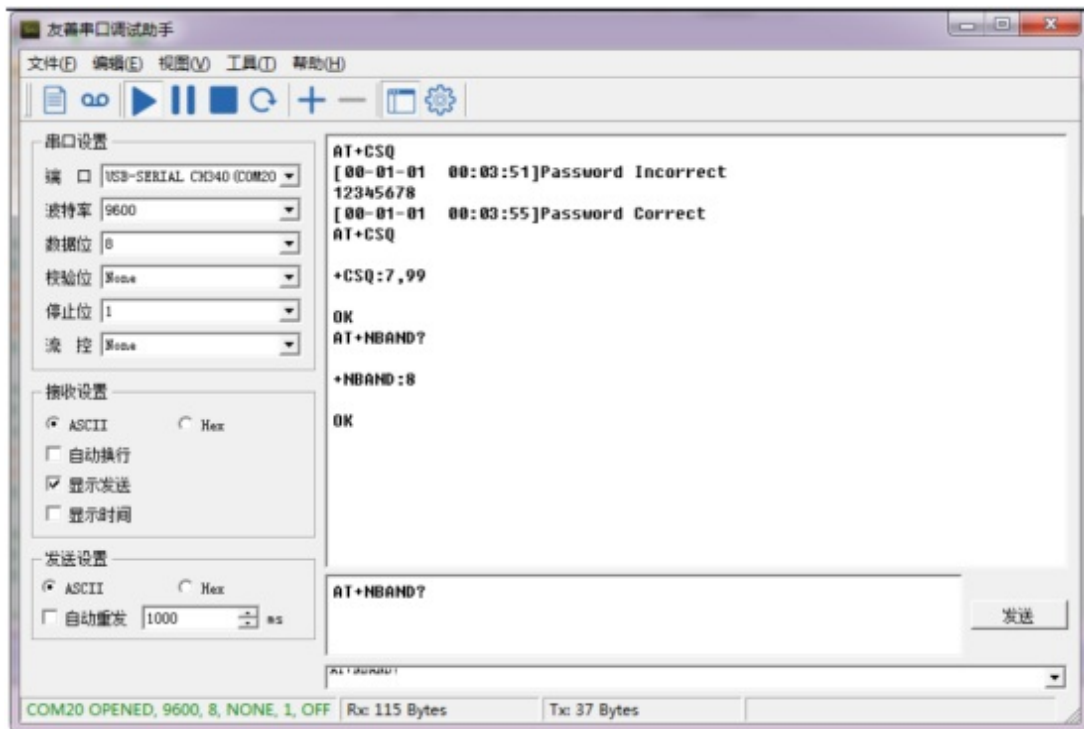 友善串口调试助手
文件(F) 编辑(E) 视图(V) 工具(T) 帮助(H)
串口设置
端 口 USB-SERIAL CH340 (COM20
波特率 9600
数据位 8
校验位 None
停止位 1
流 控 None
接收设置
ASCII Hex
自动换行
显示发送
显示时间
发送设置
ASCII Hex
自动重发 1000 ms
AT+CSQ
[00-01-01 00:03:51]Password Incorrect
12345678
[00-01-01 00:03:55]Password Correct
AT+CSQ
+CSQ:7,99
OK
AT+NBAND?
+NBAND:8
OK
AT+NBAND?
发送
AT+NBAND?
COM20 OPENED, 9600, 8, NONE, 1, OFF Rx: 115 Bytes Tx: 37 Bytes